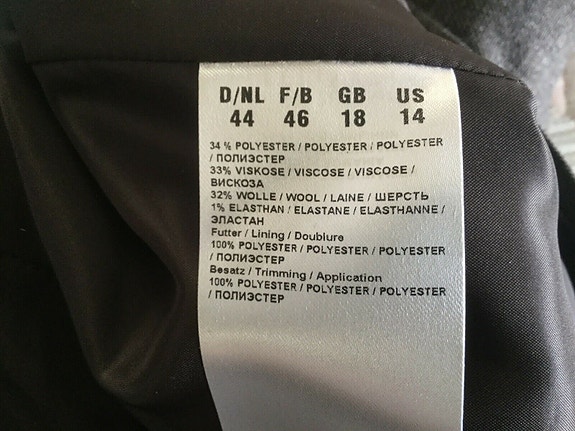 D/NL F/B GB US
44 46 18 14
34 % POLYESTER / POLYESTER / POLYESTER
/ ПОЛИЭСТЕР
33% VISKOSE / VISCOSE / VISCOSE /
ВИСКОЗА
32% WOLLE / WOOL / LAINE / ШЕРСТЬ
1% ELASTHAN / ELASTANE / ELASTHANNE /
ЭЛАСТАН
Futter / Lining / Doublure
100% POLYESTER / POLYESTER / POLYESTER
/ ПОЛИЭСТЕР
Besatz / Trimming / Application
100% POLYESTER / POLYESTER / POLYESTER
/ ПОЛИЭСТЕР